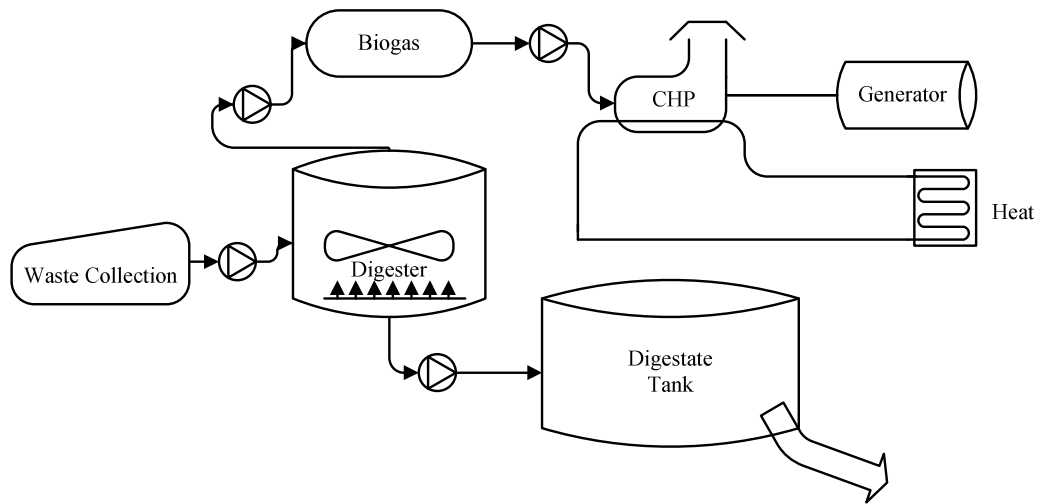 Biogas
CHP
Generator
Heat
Waste Collection
Digester
Digestate
Tank